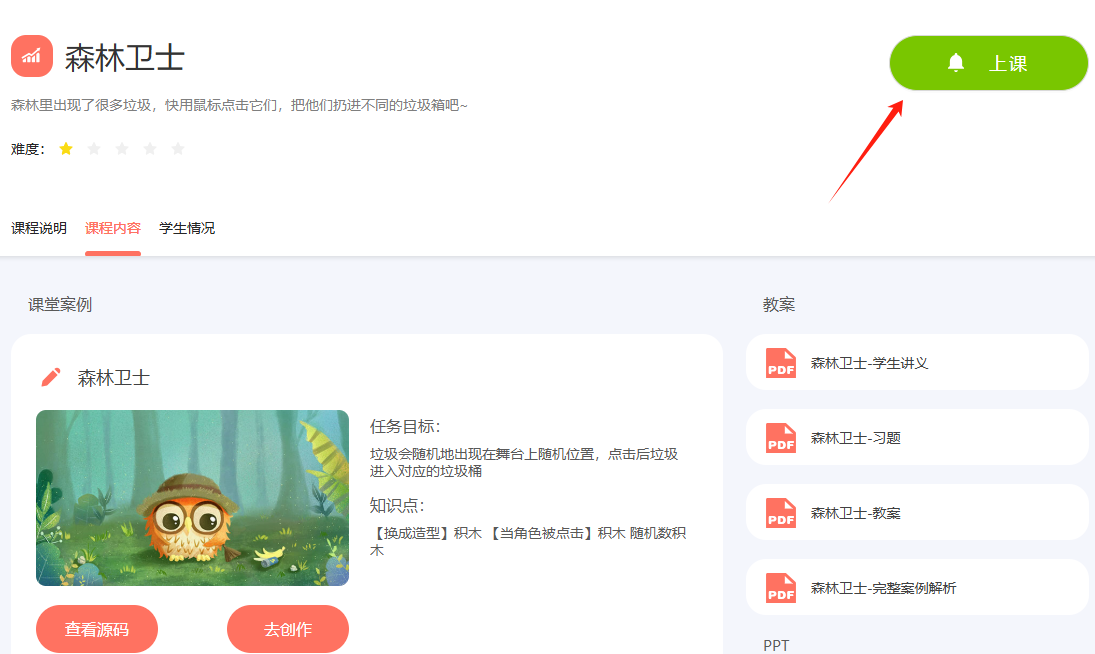 森林卫士
上课
森林里出现了很多垃圾，快用鼠标点击它们，把他们扔进不同的垃圾箱吧~
难度：
课程说明 课程内容 学生情况
课堂案例
森林卫士
任务目标：
垃圾会随机地出现在舞台上随机位置，点击后垃圾
进入对应的垃圾桶
知识点：
【换成造型】积木 【当角色被点击】积木 随机数积
木
查看源码 去创作
教案
PDF 森林卫士-学生讲义
PDF 森林卫士-习题
PDF 森林卫士-教案
PDF 森林卫士-完整案例解析
PPT